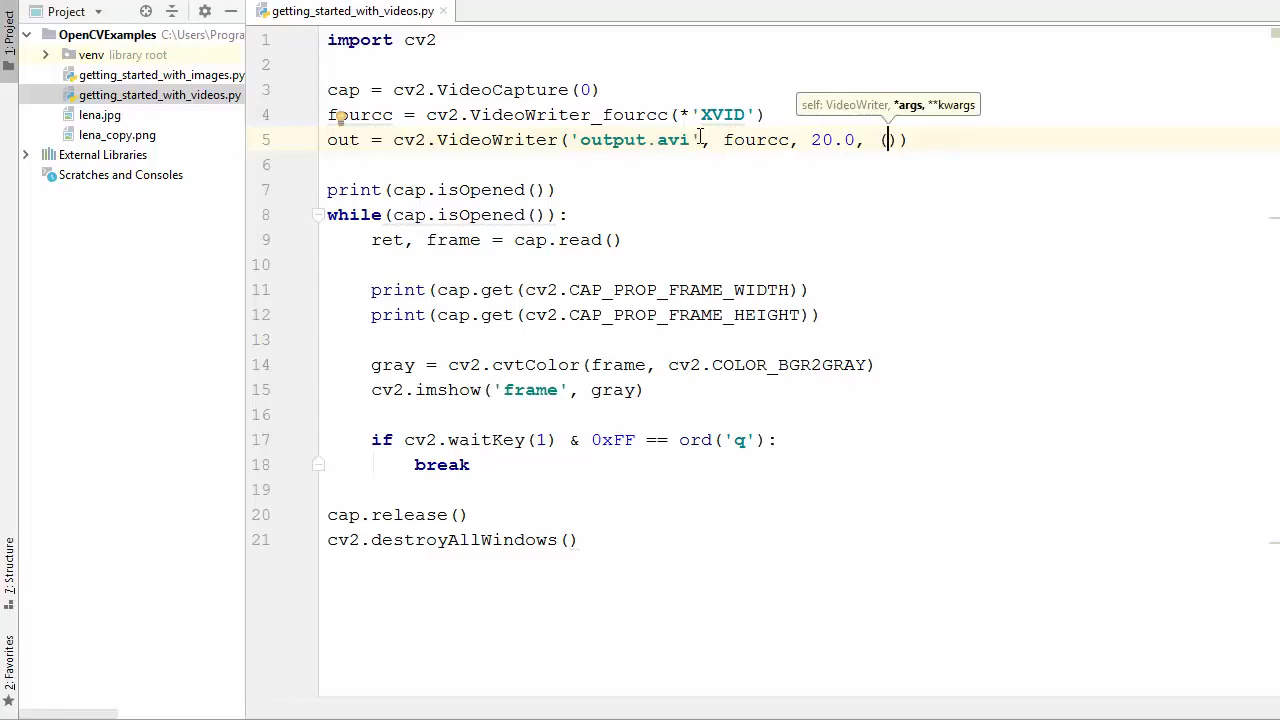 Project
getting_started_with_videos.py
1: Project
OpenCVExamples C:\Users\Progra
venv library root
getting_started_with_images.py
getting_started_with_videos.py
lena.jpg
lena_copy.png
External Libraries
Scratches and Consoles
7: Structure
2: Favorites
self: VideoWriter, *args, **kwargs
1 import cv2
2
3 cap = cv2.VideoCapture(0)
4 fourcc = cv2.VideoWriter_fourcc(*'XVID')
5 out = cv2.VideoWriter('output.avi', fourcc, 20.0, ())
6
7 print(cap.isOpened())
8 while(cap.isOpened()):
9     ret, frame = cap.read()
10
11     print(cap.get(cv2.CAP_PROP_FRAME_WIDTH))
12     print(cap.get(cv2.CAP_PROP_FRAME_HEIGHT))
13
14     gray = cv2.cvtColor(frame, cv2.COLOR_BGR2GRAY)
15     cv2.imshow('frame', gray)
16
17     if cv2.waitKey(1) & 0xFF == ord('q'):
18         break
19
20 cap.release()
21 cv2.destroyAllWindows()